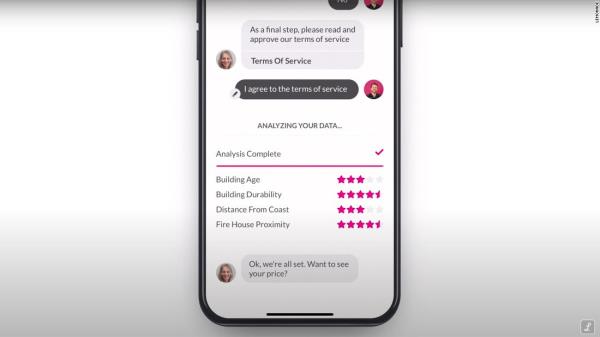 No
As a final step, please read and
approve our terms of service
Terms Of Service
I agree to the terms of service
ANALYZING YOUR DATA...
Analysis Complete
Building Age
Building Durability
Distance From Coast
Fire House Proximity
Ok, we're all set. Want to see
your price?
LEMONADE